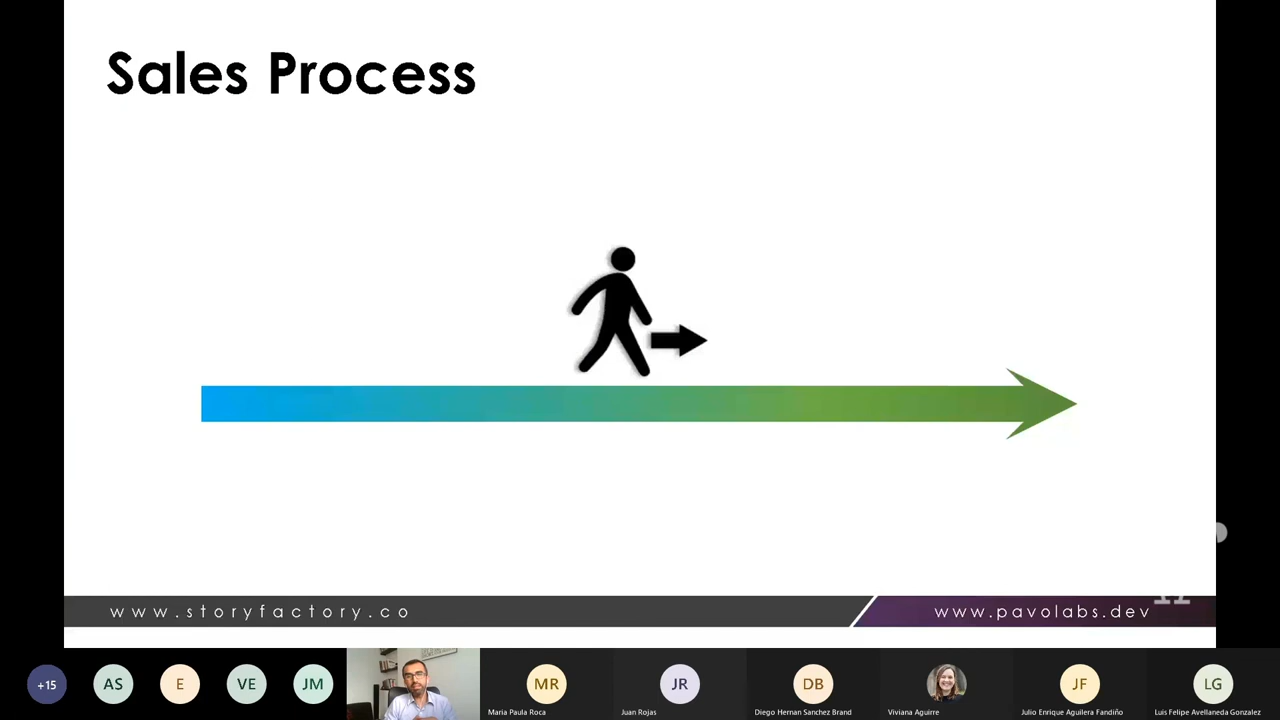 Sales Process
www.storyfactory.co
www.pavolabs.dev
+15
AS
E
VE
JM
MR
JR
DB
JF
LG
Maria Paula Roca
Juan Rojas
Diego Hernan Sanchez Brand
Viviana Aguirre
Julio Enrique Aguilera Fandiño
Luis Felipe Avellaneda Gonzalez